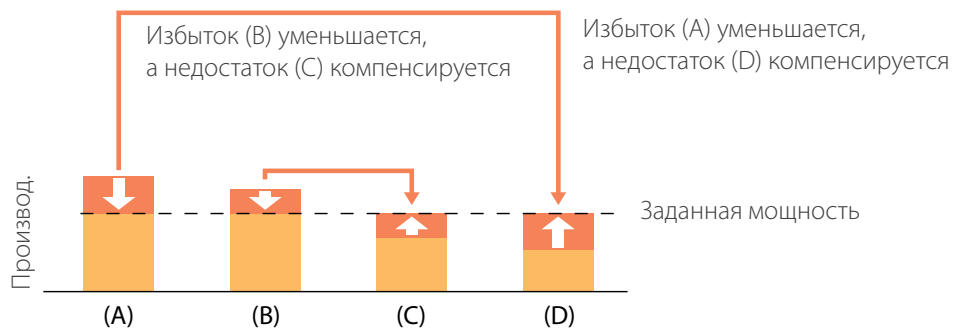 Избыток (B) уменьшается,
а недостаток (C) компенсируется
Избыток (A) уменьшается,
а недостаток (D) компенсируется
Производ.
Заданная мощность
(A)
(B)
(C)
(D)